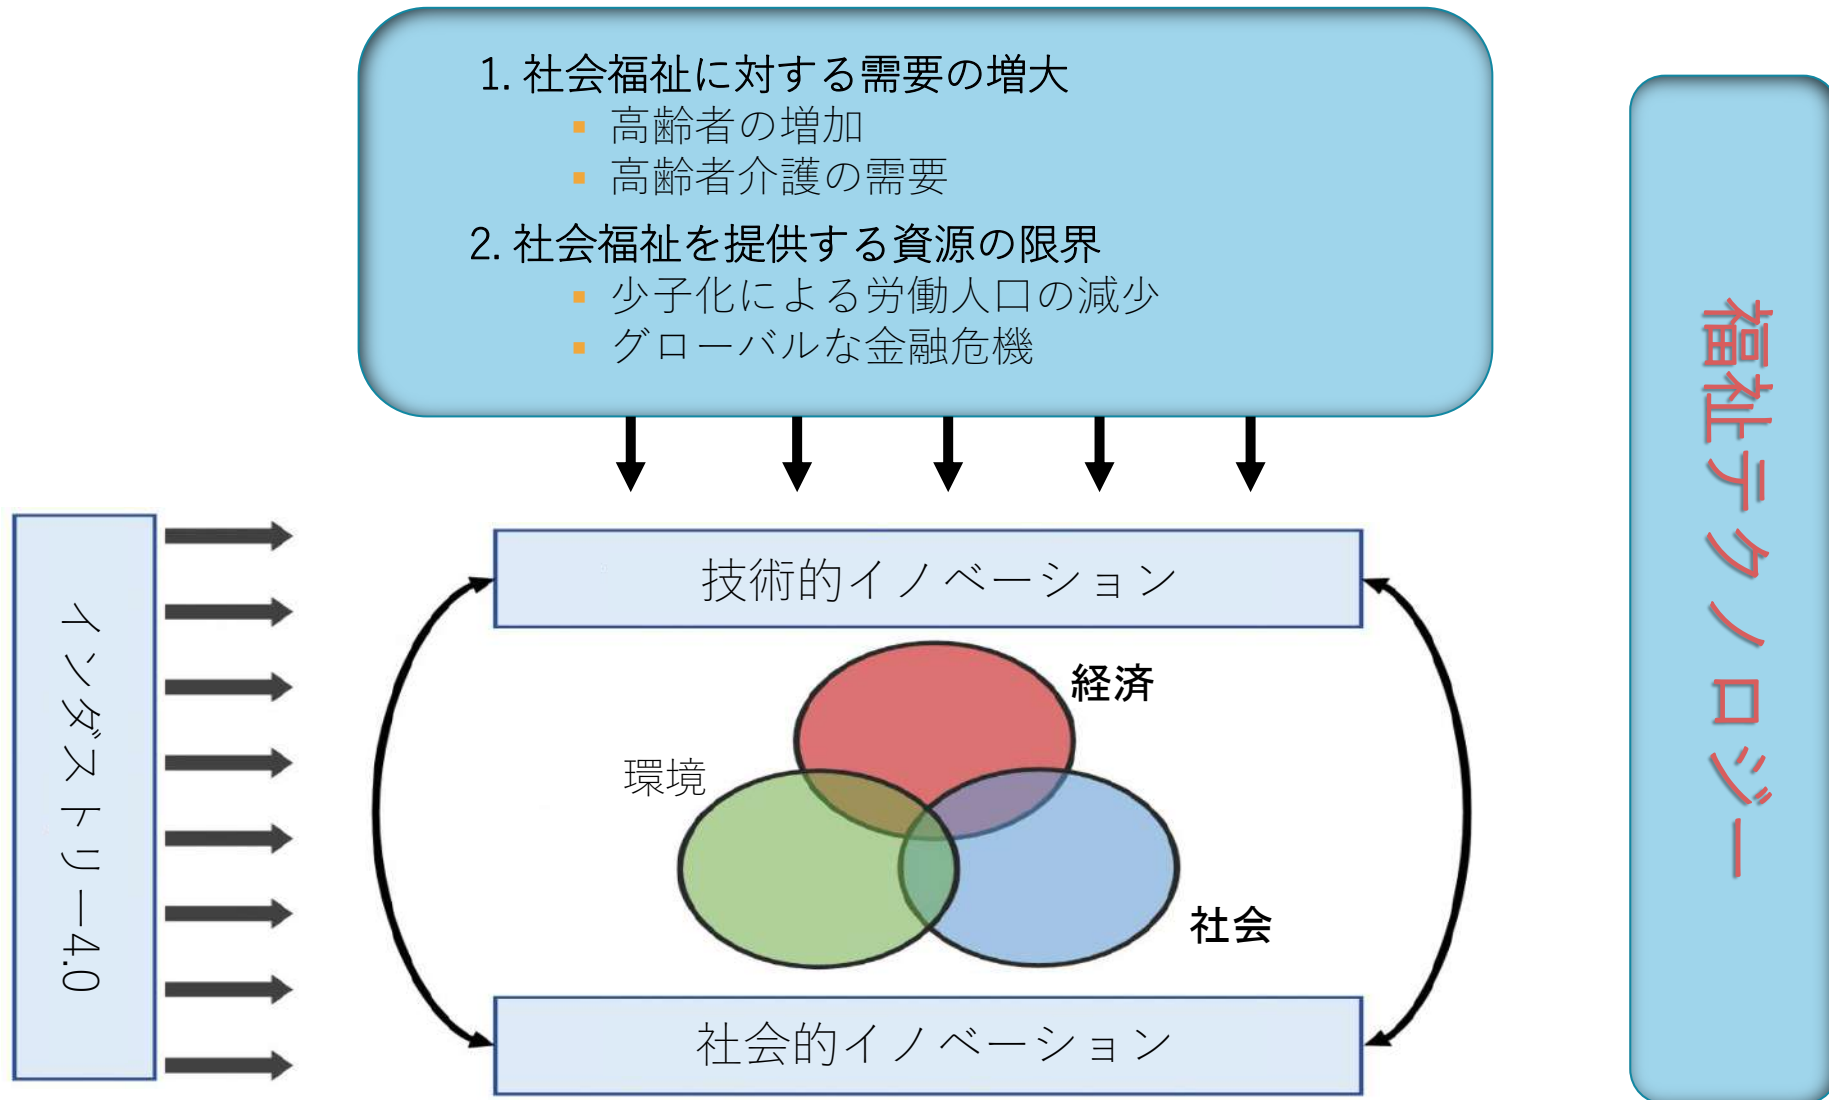 1. 社会福祉に対する需要の増大
▪ 高齢者の増加
▪ 高齢者介護の需要
2. 社会福祉を提供する資源の限界
▪ 少子化による労働人口の減少
▪ グローバルな金融危機
福祉テクノロジー
インダストリー4.0
技術的イノベーション
経済
環境
社会
社会的イノベーション